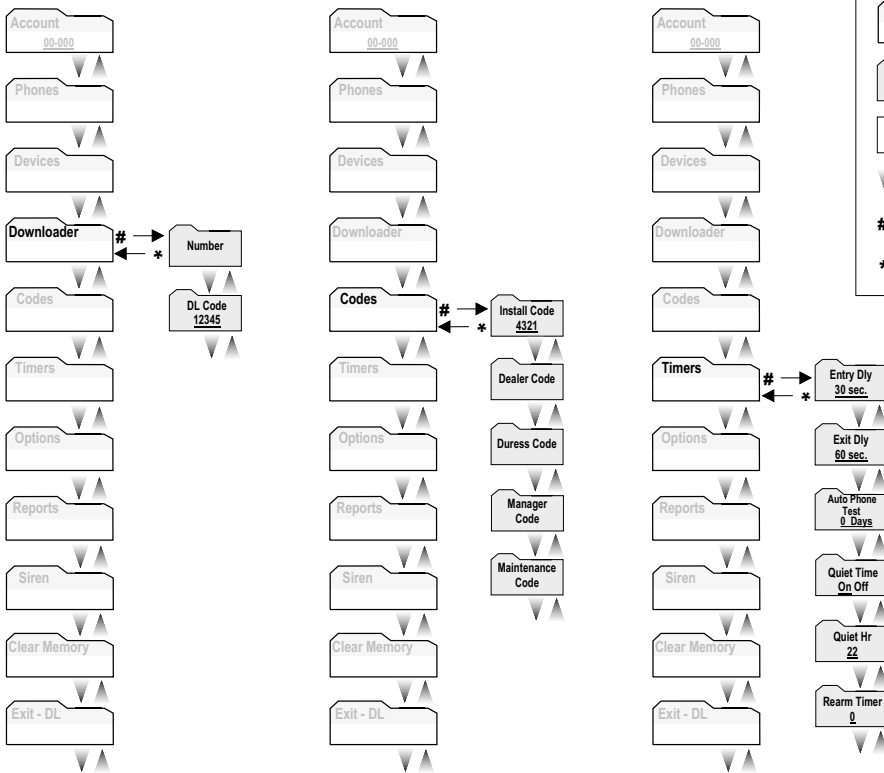 Account
00-000
Phones
Devices
Downloader
#
*
Number
DL Code
12345
Codes
Timers
Options
Reports
Siren
Clear Memory
Exit - DL
Account
00-000
Phones
Devices
Downloader
Codes
#
*
Install Code
4321
Dealer Code
Duress Code
Manager
Code
Maintenance
Code
Timers
Options
Reports
Siren
Clear Memory
Exit - DL
Account
00-000
Phones
Devices
Downloader
Codes
Timers
#
*
Entry Dly
30 sec.
Exit Dly
60 sec.
Auto Phone
Test
0 Days
Quiet Time
On Off
Quiet Hr
22
Rearm Timer
0
Options
Reports
Siren
Clear Memory
Exit - DL
#